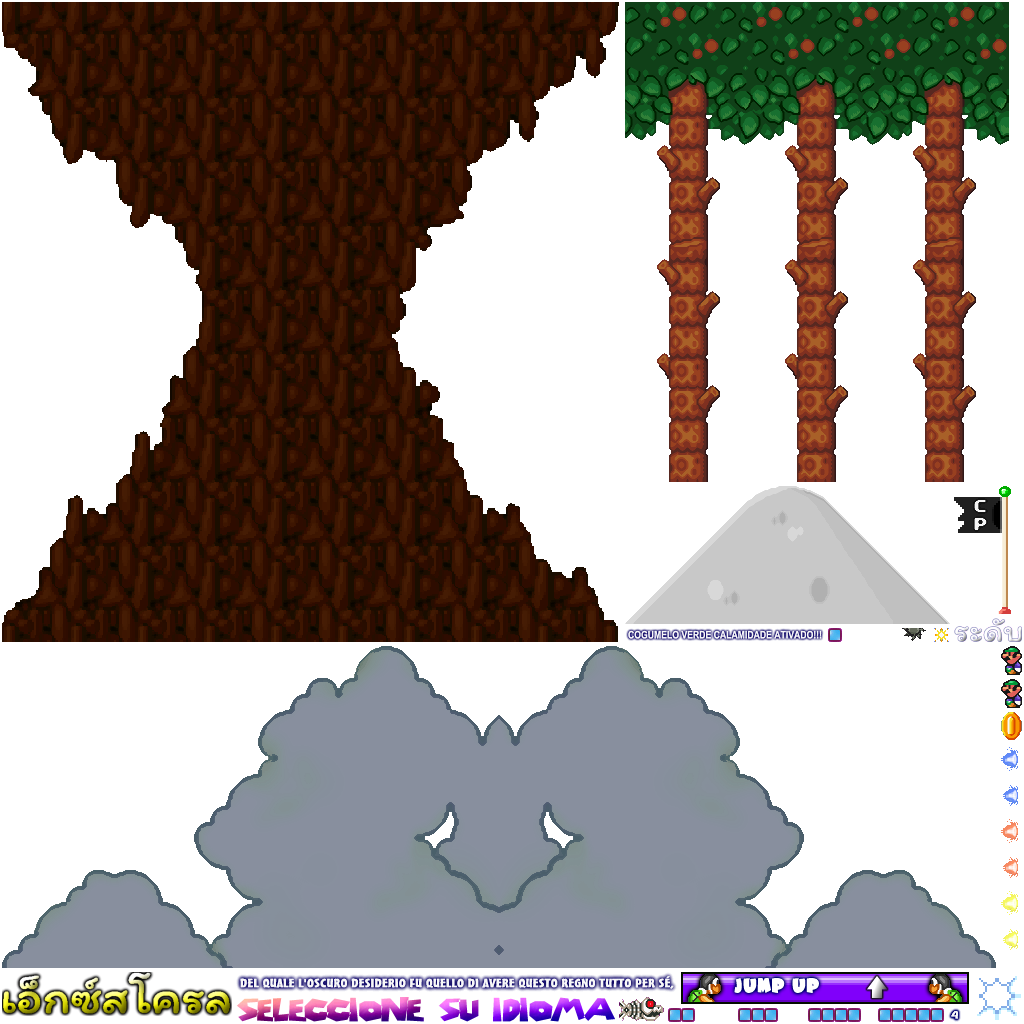 C
P
COGUMELO VERDE CALAMIDADE ATIVADO!!!
ระดับ
เอ็กซ์สโครล
DEL QUALE L'OSCURO DESIDERIO FU QUELLO DI AVERE QUESTO REGNO TUTTO PER SÉ,
SELECCIONE SU IDIOMA
JUMP UP
4